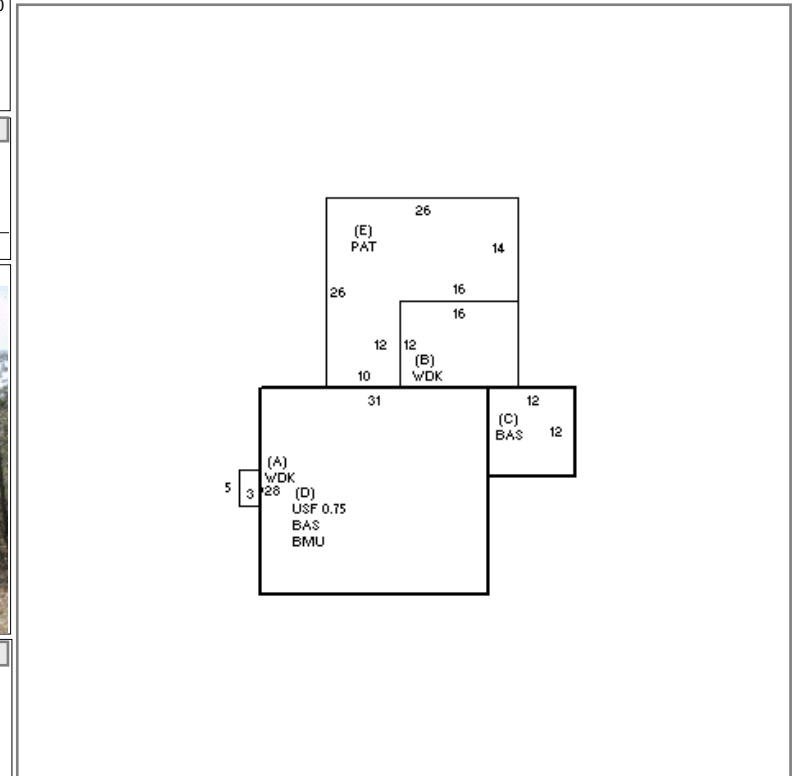 26
(E)
PAT
14
26
16
16
12 12
(B)
10 WDK
31 12
(C)
BAS 12
(A)
WDK
5 3 28 (D)
USF 0.75
BAS
BMU